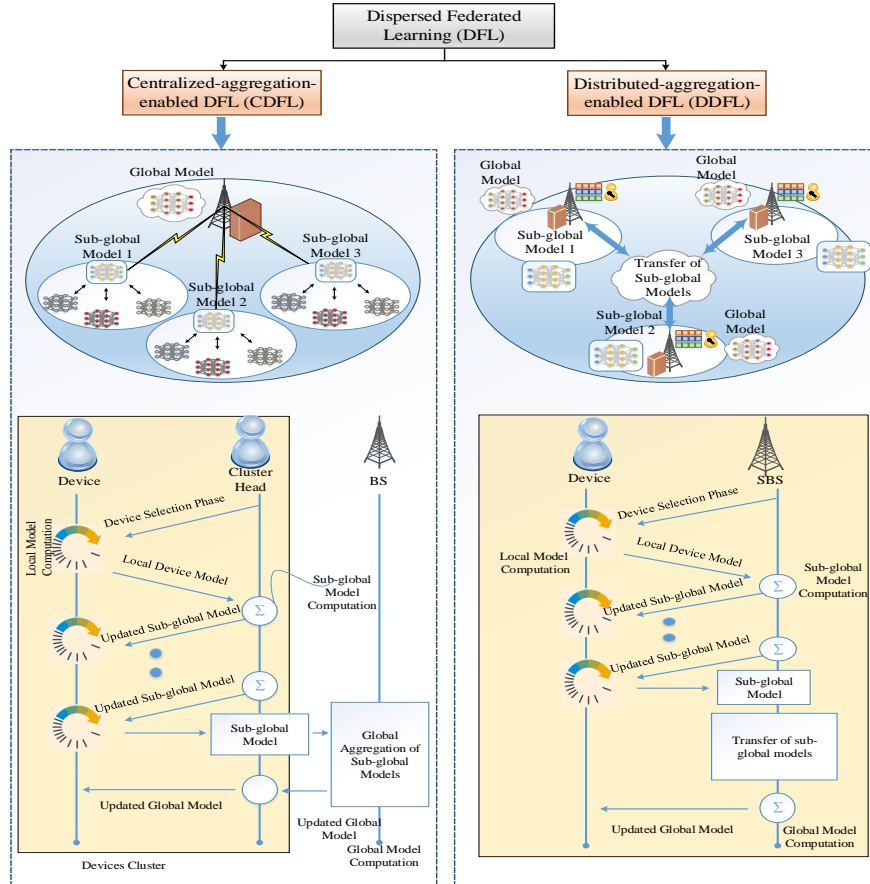 Dispersed Federated
Learning (DFL)
Centralized-aggregation-
enabled DFL (CDFL)
Distributed-aggregation-
enabled DFL (DDFL)
Global Model
Sub-global
Model 1
Sub-global
Model 3
Sub-global
Model 2
Device
Cluster
Head
BS
Device Selection Phase
Local Model
Computation
Local Device Model
Sub-global
Model
Computation
Σ
Updated Sub-global Model
Σ
Updated Sub-global Model
Sub-global
Model
Global
Aggregation of
Sub-global
Models
Updated Global Model
Updated Global
Model
Global Model
Computation
Devices Cluster
Global
Model
Global
Model
Sub-global
Model 1
Sub-global
Model 3
Transfer of
Sub-global
Models
Sub-global
Model 2
Global
Model
Device
SBS
Device Selection Phase
Local Model
Computation
Local Device Model
Sub-global
Model
Computation
Σ
Updated Sub-global Model
Σ
Updated Sub-global Model
Sub-global
Model
Transfer of sub-
global models
Σ
Updated Global Model
Global Model
Computation